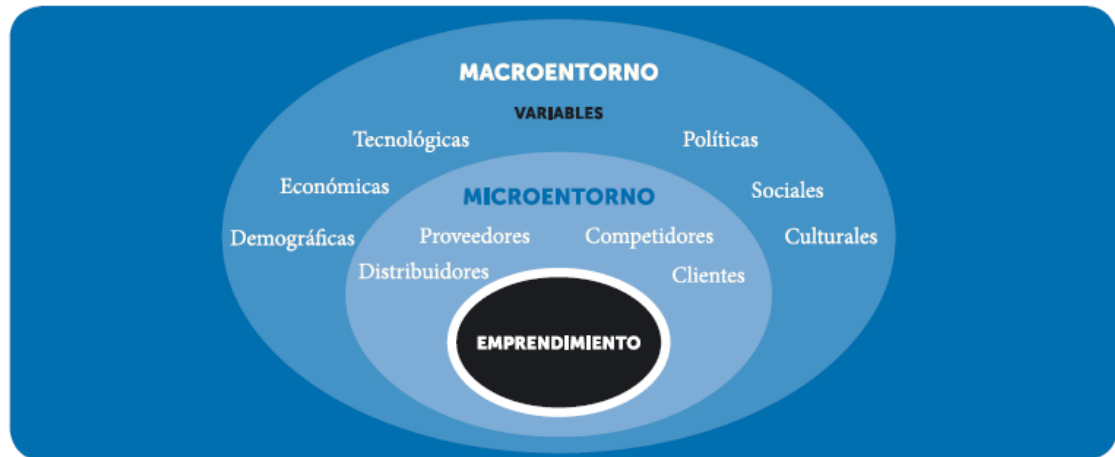 MACROENTORNO
VARIABLES
Tecnológicas
Políticas
Económicas
Sociales
Demográficas
Culturales
MICROENTORNO
Proveedores
Competidores
Distribuidores
Clientes
EMPRENDIMIENTO